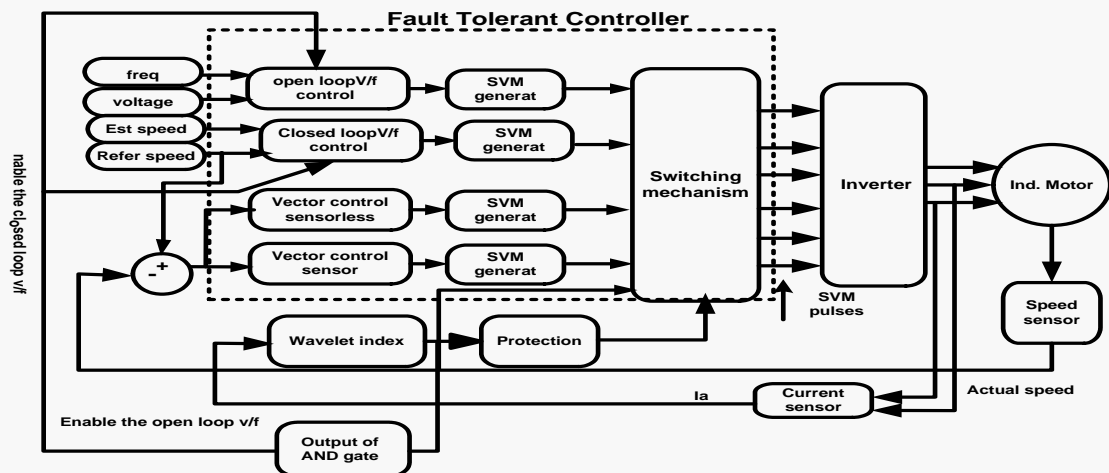 Fault Tolerant Controller
freq
voltage
Est speed
Refer speed
open loopV/f
control
SVM
generat
Closed loopV/f
control
SVM
generat
Vector control
sensorless
SVM
generat
Vector control
sensor
SVM
generat
Switching
mechanism
Inverter
Ind. Motor
SVM
pulses
Speed
sensor
nable the closed loop v/f
- +
Wavelet index
Protection
Actual speed
Ia
Current
sensor
Enable the open loop v/f
Output of
AND gate